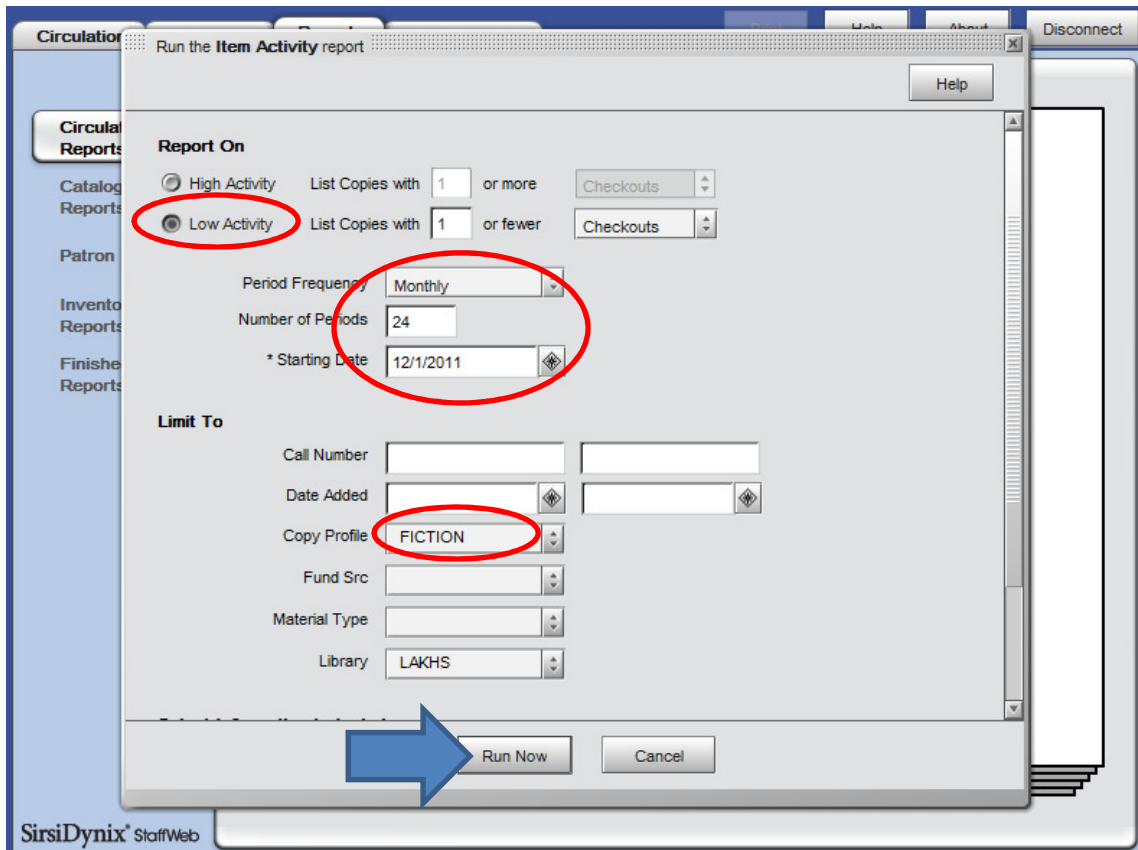 Circulation
Help
About
Disconnect
Run the Item Activity report
Help
Circulat
Reports
Report On
High Activity List Copies with 1 or more Checkouts
Catalog
Reports
Low Activity List Copies with 1 or fewer Checkouts
Patron
Period Frequency Monthly
Invento
Reports
Number of Periods 24
* Starting Date 12/1/2011
Finishe
Reports
Limit To
Call Number
Date Added
Copy Profile FICTION
Fund Src
Material Type
Library LAKHS
Run Now
Cancel
SirsiDynix® StaffWeb